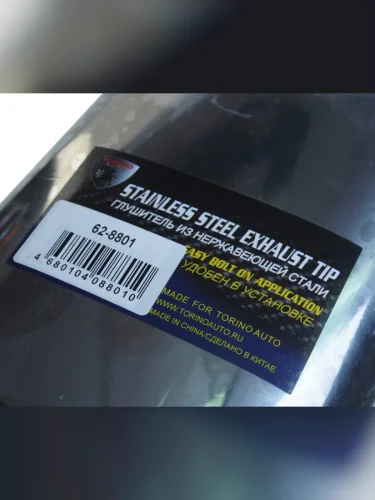 STAINLESS STEEL EXHAUST TIP
ГЛУШИТЕЛЬ ИЗ НЕРЖАВЕЮЩЕЙ СТАЛИ
EASY BOLT ON APPLICATION
УДОБЕН В УСТАНОВКЕ
62-8801
4 680104 088010
MADE FOR TORINO AUTO
WWW.TORINOAUTO.RU
MADE IN CHINA/СДЕЛАНО В КИТАЕ